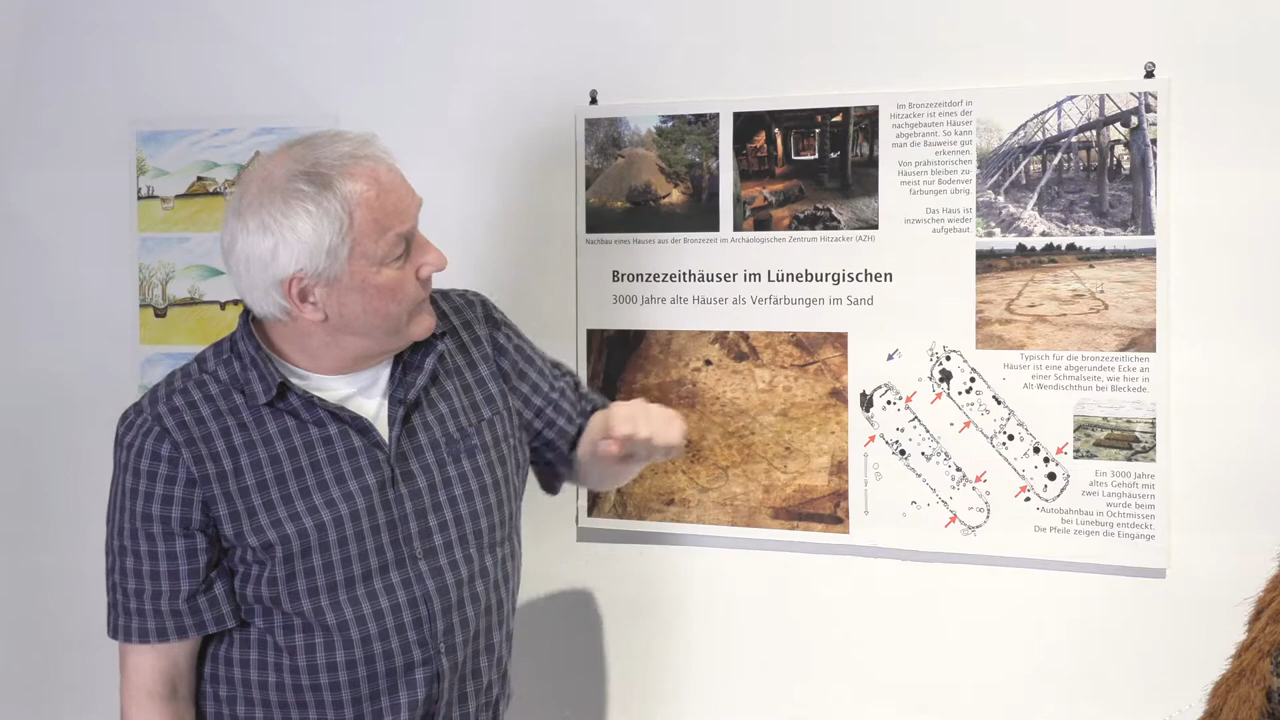 Im Bronzezeitdorf in
Hitzacker ist eines der
nachgebauten Häuser
abgebrannt. So kann
man die Bauweise gut
erkennen.
Von prähistorischen
Häusern bleiben zu-
meist nur Bodenver
färbungen übrig.
Das Haus ist
inzwischen wieder
aufgebaut.
Nachbau eines Hauses aus der Bronzezeit im Archäologischen Zentrum Hitzacker (AZH)
Bronzezeithäuser im Lüneburgischen
3000 Jahre alte Häuser als Verfärbungen im Sand
Typisch für die bronzezeitlichen
Häuser ist eine abgerundete Ecke an
einer Schmalseite, wie hier in
Alt-Wendischthun bei Bleckede.
Ein 3000 Jahre
altes Gehöft mit
zwei Langhäusern
wurde beim
Autobahnbau in Ochtmissen
bei Lüneburg entdeckt.
Die Pfeile zeigen die Eingänge